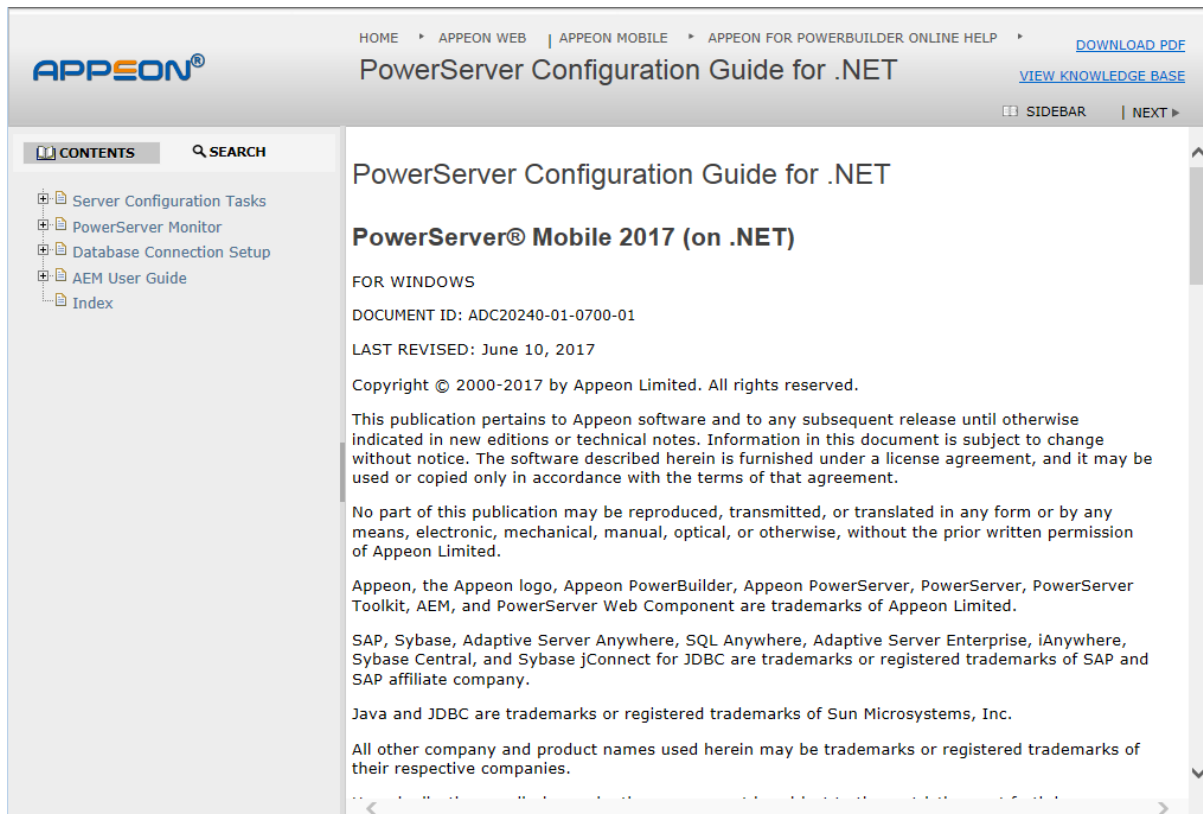 APPEON®
HOME ‣ APPEON WEB | APPEON MOBILE ‣ APPEON FOR POWERBUILDER ONLINE HELP ‣
DOWNLOAD PDF
PowerServer Configuration Guide for .NET
VIEW KNOWLEDGE BASE
SIDEBAR | NEXT
CONTENTS
SEARCH
Server Configuration Tasks
PowerServer Monitor
Database Connection Setup
AEM User Guide
Index
PowerServer Configuration Guide for .NET
PowerServer® Mobile 2017 (on .NET)
FOR WINDOWS
DOCUMENT ID: ADC20240-01-0700-01
LAST REVISED: June 10, 2017
Copyright © 2000-2017 by Appeon Limited. All rights reserved.
This publication pertains to Appeon software and to any subsequent release until otherwise
indicated in new editions or technical notes. Information in this document is subject to change
without notice. The software described herein is furnished under a license agreement, and it may be
used or copied only in accordance with the terms of that agreement.
No part of this publication may be reproduced, transmitted, or translated in any form or by any
means, electronic, mechanical, manual, optical, or otherwise, without the prior written permission
of Appeon Limited.
Appeon, the Appeon logo, Appeon PowerBuilder, Appeon PowerServer, PowerServer, PowerServer
Toolkit, AEM, and PowerServer Web Component are trademarks of Appeon Limited.
SAP, Sybase, Adaptive Server Anywhere, SQL Anywhere, Adaptive Server Enterprise, iAnywhere,
Sybase Central, and Sybase jConnect for JDBC are trademarks or registered trademarks of SAP and
SAP affiliate company.
Java and JDBC are trademarks or registered trademarks of Sun Microsystems, Inc.
All other company and product names used herein may be trademarks or registered trademarks of
their respective companies.